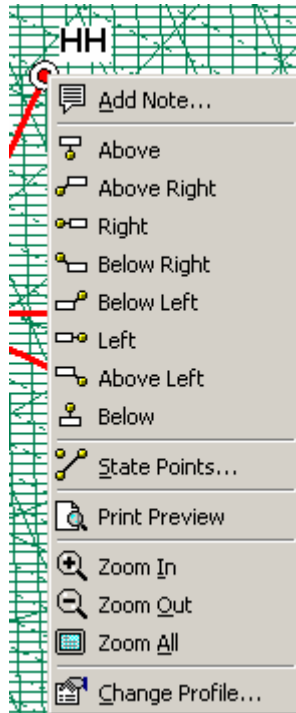 HH
Add Note...
Above
Above Right
Right
Below Right
Below Left
Left
Above Left
Below
State Points...
Print Preview
Zoom In
Zoom Out
Zoom All
Change Profile...